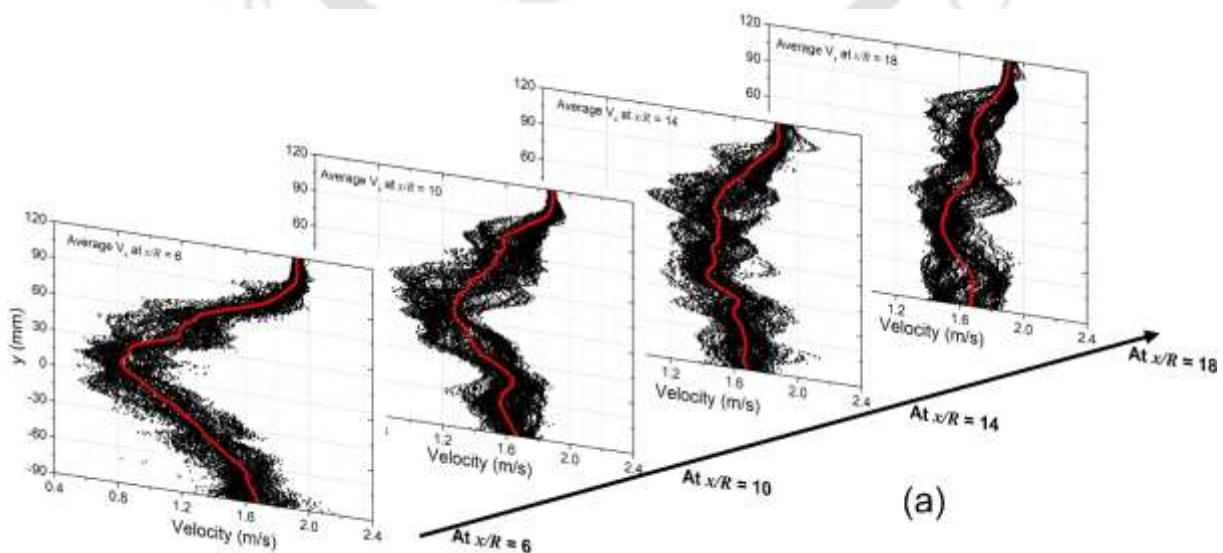 120
Average Vₓ at x/R = 18
90
60
120
Average Vₓ at x/R = 14
90
60
120
Average Vₓ at x/R = 10
90
60
120
Average Vₓ at x/R = 6
90
60
30
0
-30
-60
-90
y (mm)
0.4 0.8 1.2 1.6 2.0 2.4
Velocity (m/s)
1.2 1.6 2.0 2.4
Velocity (m/s)
1.2 1.6 2.0 2.4
Velocity (m/s)
1.2 1.6 2.0 2.4
Velocity (m/s)
At x/R = 6
At x/R = 10
At x/R = 14
At x/R = 18
(a)